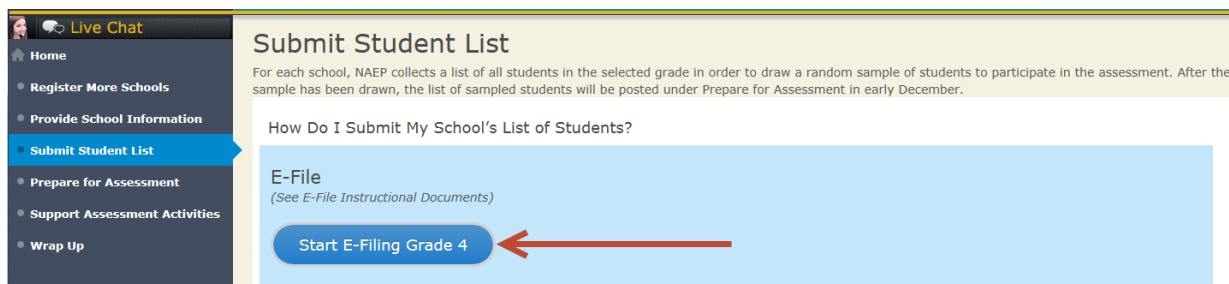 Live Chat
Home
Register More Schools
Provide School Information
Submit Student List
Prepare for Assessment
Support Assessment Activities
Wrap Up
Submit Student List
For each school, NAEP collects a list of all students in the selected grade in order to draw a random sample of students to participate in the assessment. After the
sample has been drawn, the list of sampled students will be posted under Prepare for Assessment in early December.
How Do I Submit My School's List of Students?
E-File
(See E-File Instructional Documents)
Start E-Filing Grade 4